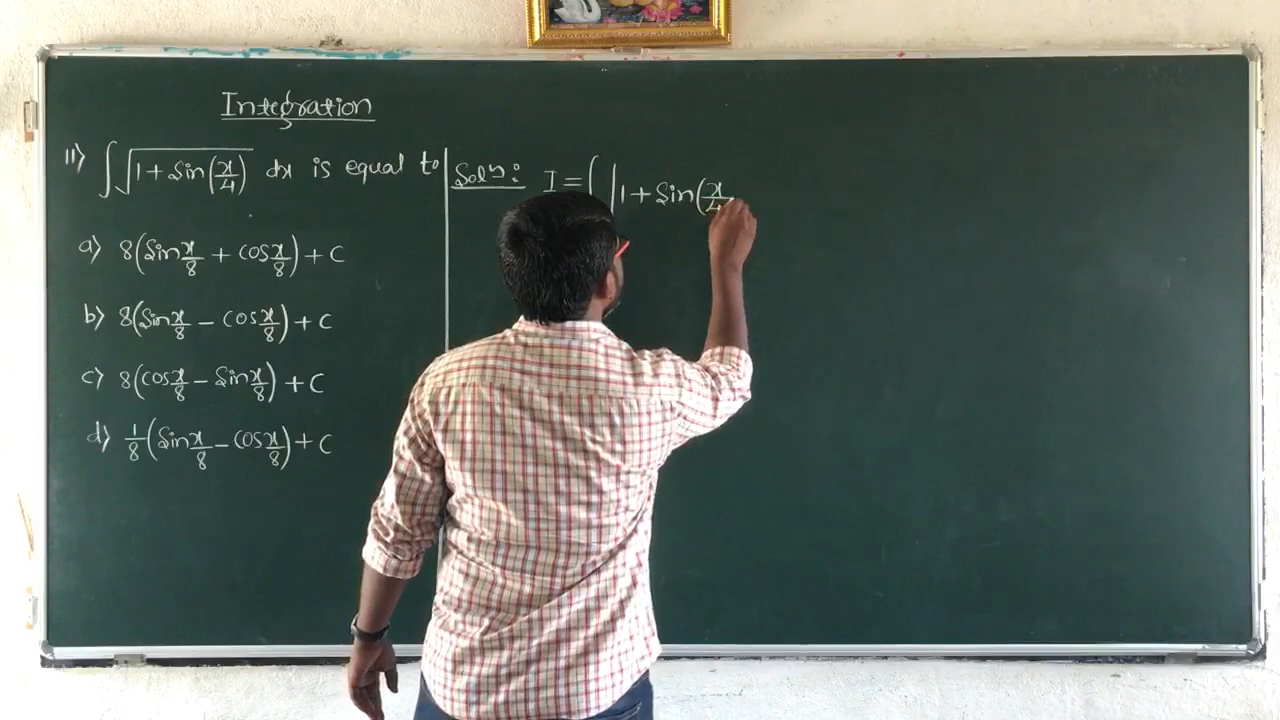 Integration
11) ∫√(1 + Sin(x/4)) dx is equal to
a) 8(Sin x/8 + cos x/8) + C
b) 8(Sin x/8 − cos x/8) + C
c) 8(cos x/8 − Sin x/8) + C
d) 1/8 (Sin x/8 − cos x/8) + C
Solⁿ: I = ∫ √1 + Sin(x/4